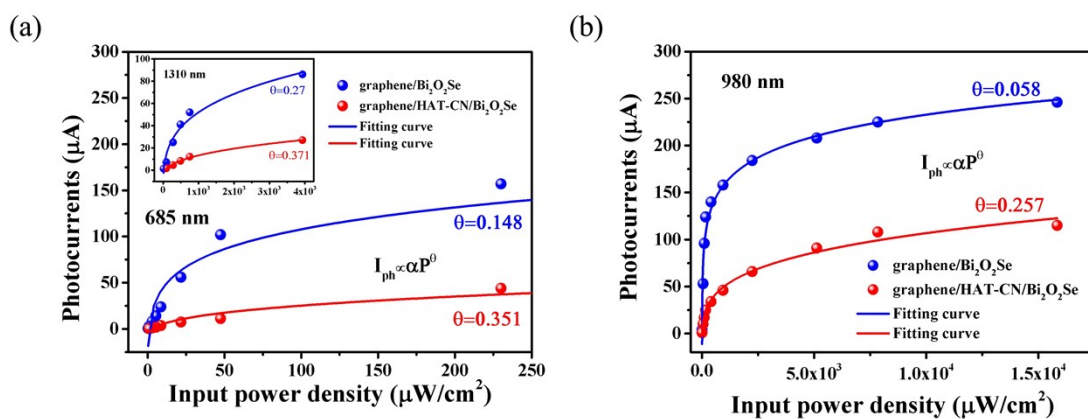 (a)
300
250
200
150
100
50
0
Photocurrents (μA)
0 50 100 150 200 250
Input power density (μW/cm²)
100
80
60
40
20
0
1310 nm
θ=0.27
θ=0.371
0 1x10³ 2x10³ 3x10³ 4x10³
graphene/Bi₂O₂Se
graphene/HAT-CN/Bi₂O₂Se
Fitting curve
Fitting curve
685 nm
θ=0.148
I_ph∝αP^θ
θ=0.351
(b)
300
250
200
150
100
50
0
Photocurrents (μA)
980 nm
θ=0.058
I_ph∝αP^θ
θ=0.257
graphene/Bi₂O₂Se
graphene/HAT-CN/Bi₂O₂Se
Fitting curve
Fitting curve
0.0 5.0x10³ 1.0x10⁴ 1.5x10⁴
Input power density (μW/cm²)